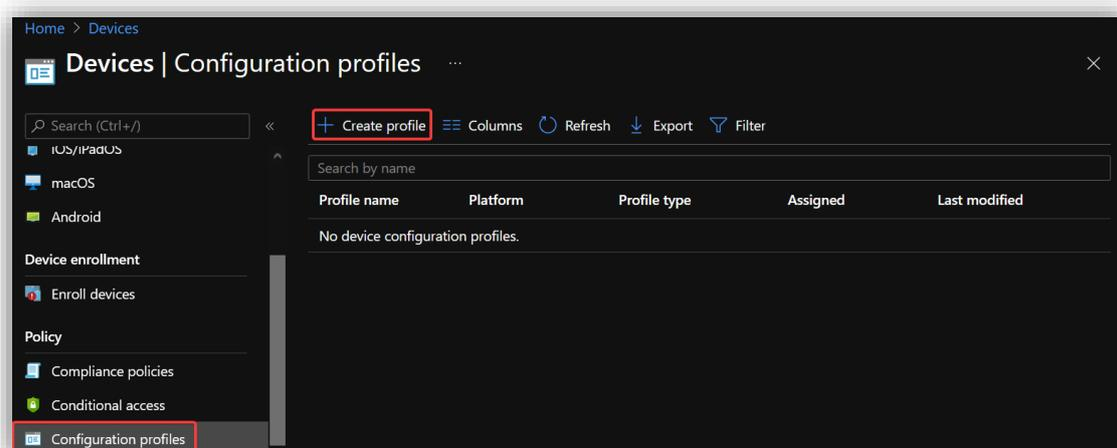 Home > Devices
Devices | Configuration profiles ...
Search (Ctrl+/) «
iOS/iPadOS
macOS
Android
Device enrollment
Enroll devices
Policy
Compliance policies
Conditional access
Configuration profiles
+ Create profile Columns Refresh Export Filter
Search by name
Profile name Platform Profile type Assigned Last modified
No device configuration profiles.